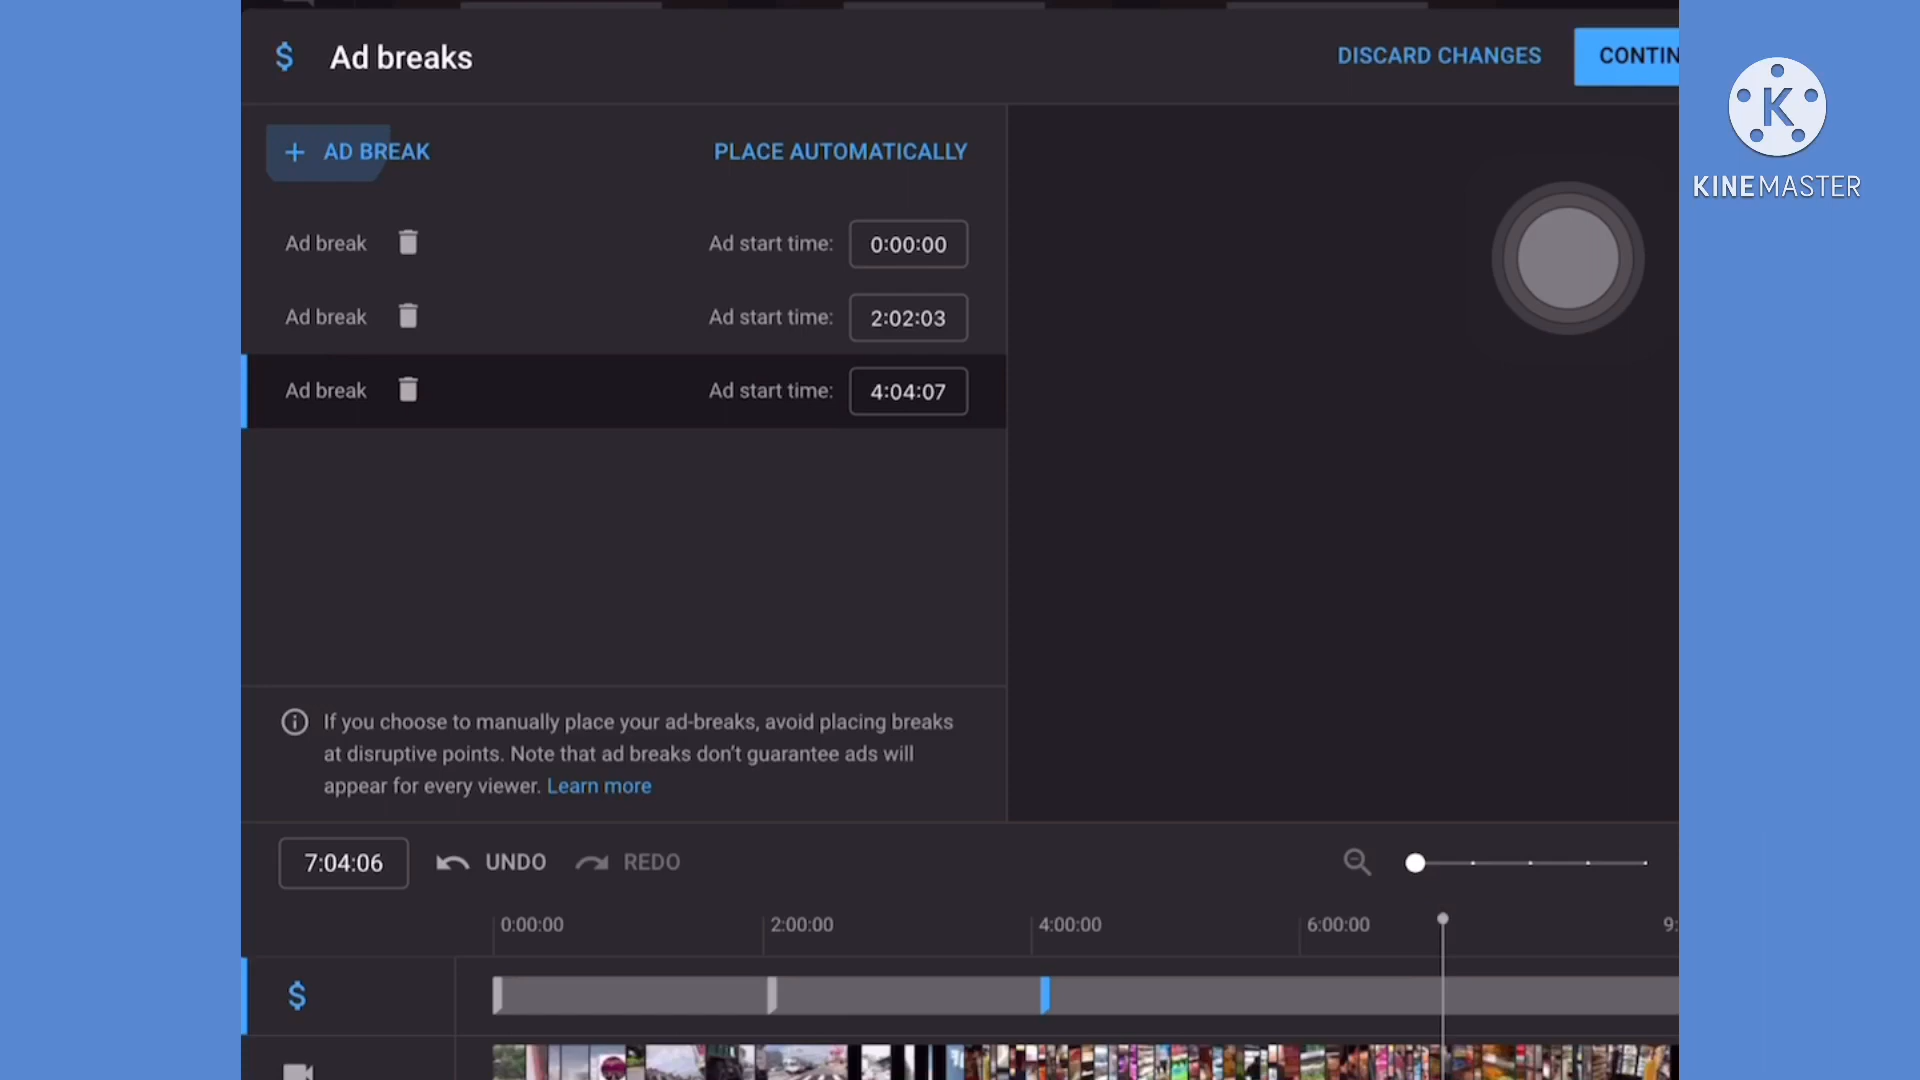 Ad breaks
DISCARD CHANGES
CONTIN
+ AD BREAK
PLACE AUTOMATICALLY
Ad break
Ad start time: 0:00:00
Ad break
Ad start time: 2:02:03
Ad break
Ad start time: 4:04:07
If you choose to manually place your ad-breaks, avoid placing breaks
at disruptive points. Note that ad breaks don't guarantee ads will
appear for every viewer. Learn more
7:04:06
UNDO
REDO
0:00:00
2:00:00
4:00:00
6:00:00
9:
K
KINEMASTER